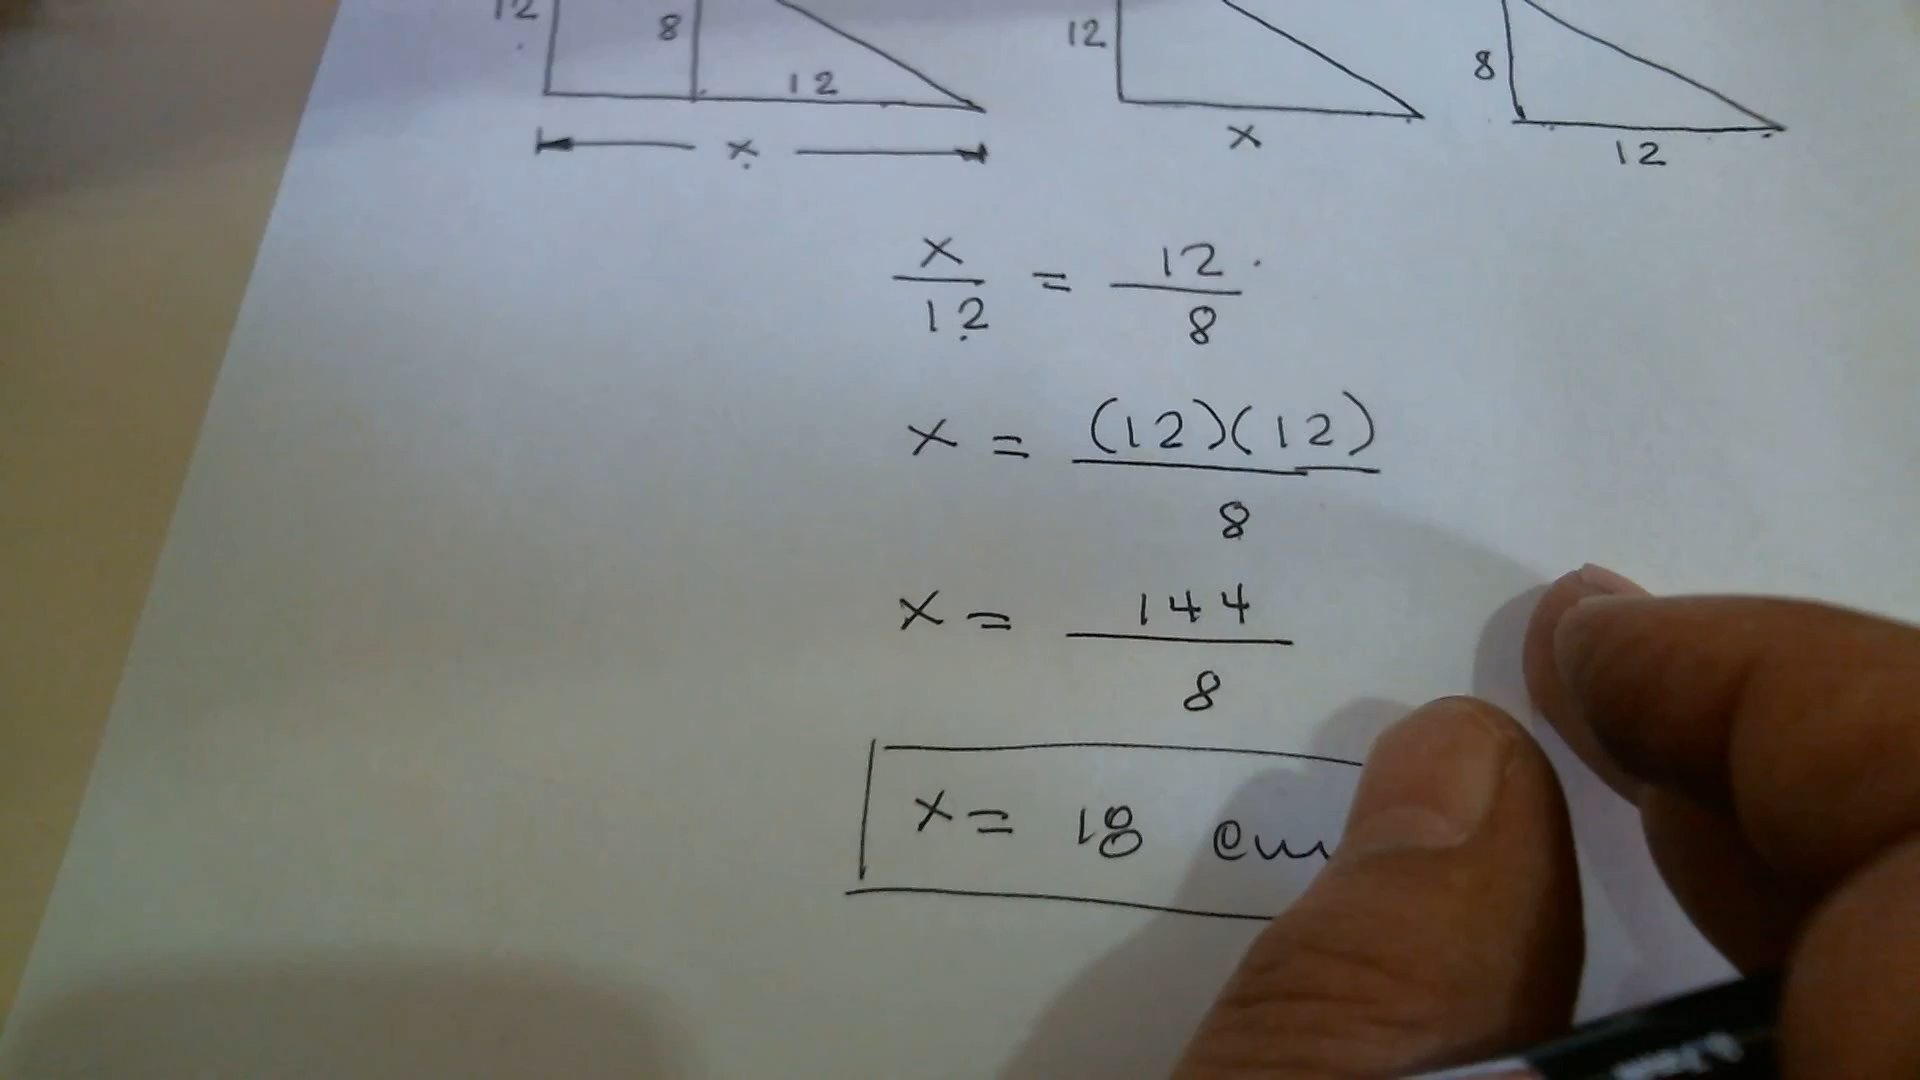 12
8
12
x
12
x
8
12
x/12 = 12/8
x = (12)(12)/8
x = 144/8
x = 18 cm